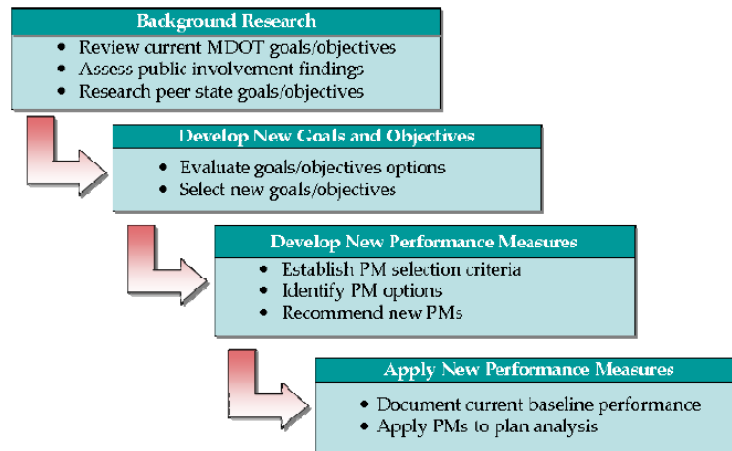 Background Research
• Review current MDOT goals/objectives
• Assess public involvement findings
• Research peer state goals/objectives
Develop New Goals and Objectives
• Evaluate goals/objectives options
• Select new goals/objectives
Develop New Performance Measures
• Establish PM selection criteria
• Identify PM options
• Recommend new PMs
Apply New Performance Measures
• Document current baseline performance
• Apply PMs to plan analysis